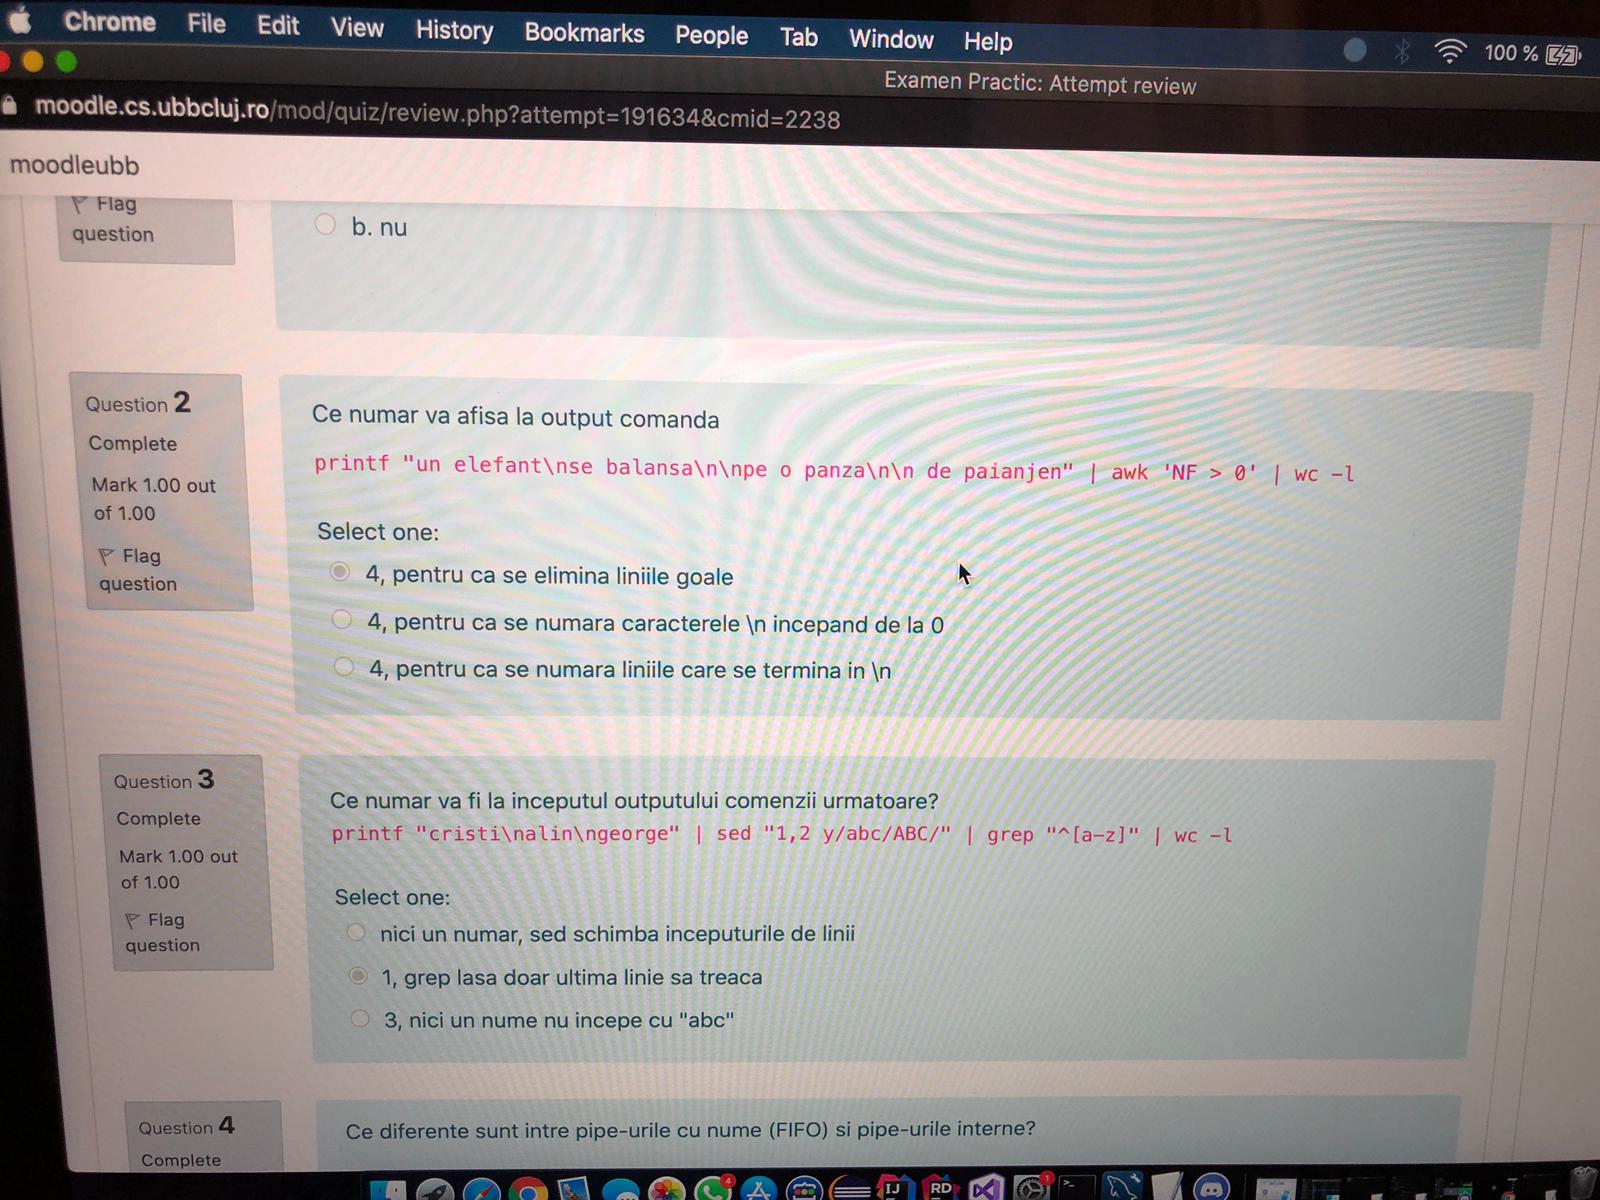 Chrome File Edit View History Bookmarks People Tab Window Help 100 %
Examen Practic: Attempt review
moodle.cs.ubbcluj.ro/mod/quiz/review.php?attempt=191634&cmid=2238
moodleubb
Flag
question
b. nu
Question 2
Complete
Mark 1.00 out
of 1.00
Flag
question
Ce numar va afisa la output comanda
printf "un elefant\nse balansa\n\npe o panza\n\n de paianjen" | awk 'NF > 0' | wc -l
Select one:
4, pentru ca se elimina liniile goale
4, pentru ca se numara caracterele \n incepand de la 0
4, pentru ca se numara liniile care se termina in \n
Question 3
Complete
Mark 1.00 out
of 1.00
Flag
question
Ce numar va fi la inceputul outputului comenzii urmatoare?
printf "cristi\nalin\ngeorge" | sed "1,2 y/abc/ABC/" | grep "^[a-z]" | wc -l
Select one:
nici un numar, sed schimba inceputurile de linii
1, grep lasa doar ultima linie sa treaca
3, nici un nume nu incepe cu "abc"
Question 4
Complete
Ce diferente sunt intre pipe-urile cu nume (FIFO) si pipe-urile interne?
4
IJ
RD
1